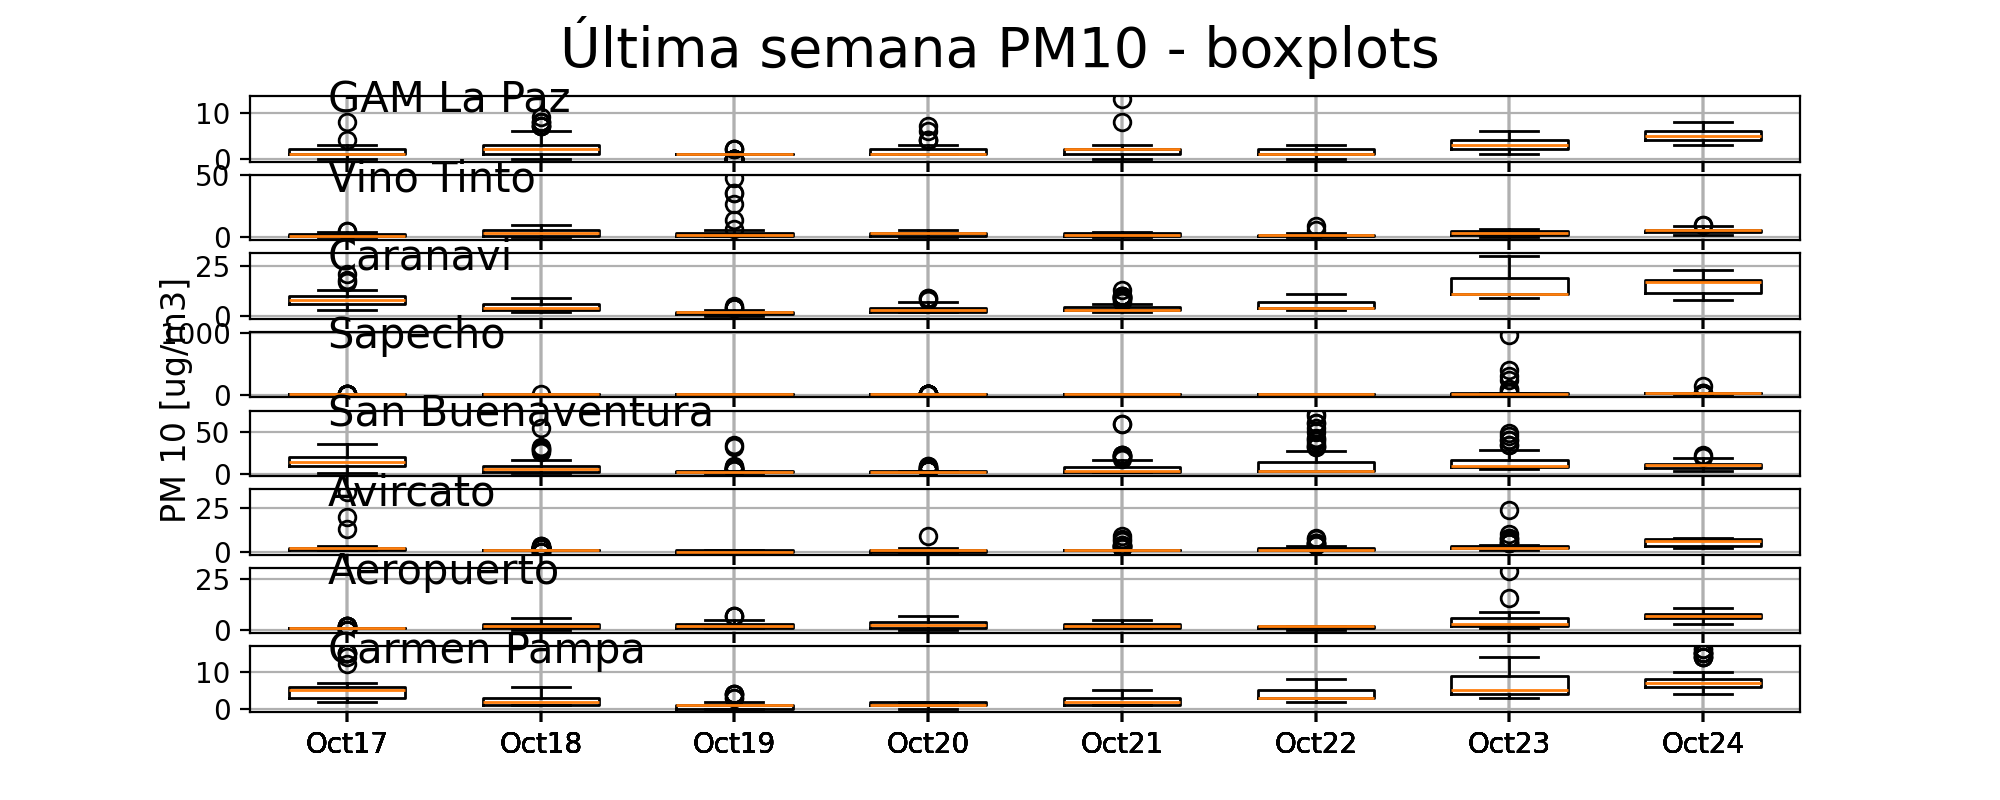 Última semana PM10 - boxplots
GAM La Paz
10
0
Vino Tinto
50
0
Caranavi
25
0
Sapecho
1000
0
PM 10 [ug/m3]
San Buenaventura
50
0
Avircato
25
0
Aeropuerto
25
0
Carmen Pampa
10
0
Oct17 Oct18 Oct19 Oct20 Oct21 Oct22 Oct23 Oct24